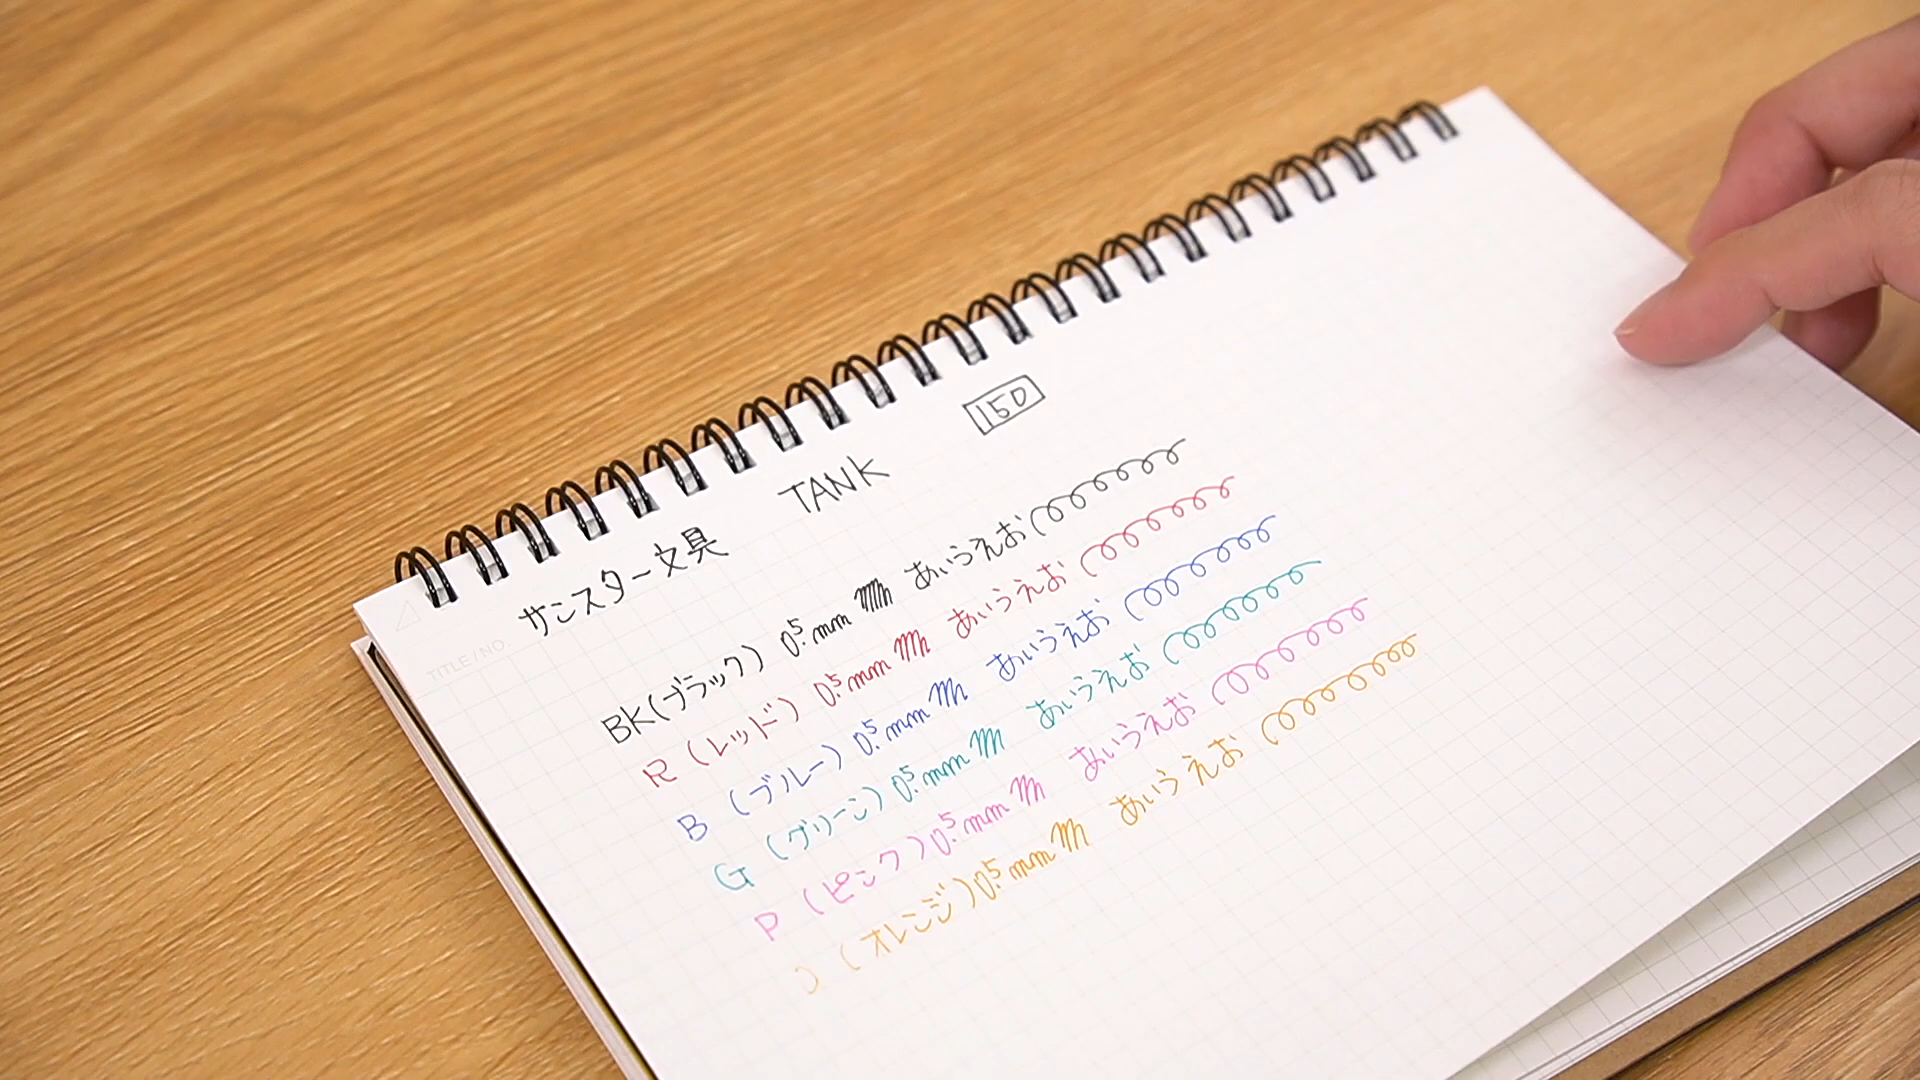 150
サンスター文具 TANK
TITLE/NO.
BK(ブラック) 0.5mm あいうえお
R (レッド) 0.5mm あいうえお
B (ブルー) 0.5mm あいうえお
G (グリーン) 0.5mm あいうえお
P (ピンク) 0.5mm あいうえお
(オレンジ) 0.5mm あいうえお